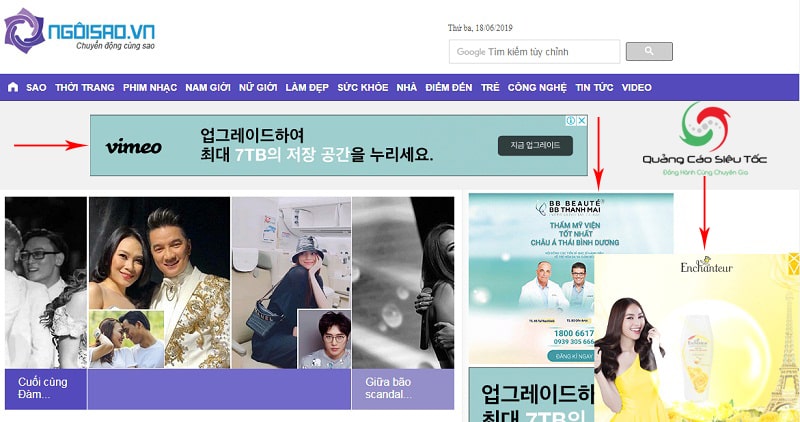 NGÔISAO.VN
Chuyển động cùng sao
Thứ ba, 18/06/2019
Google Tìm kiếm tùy chỉnh
SAO THỜI TRANG PHIM NHẠC NAM GIỚI NỮ GIỚI LÀM ĐẸP SỨC KHỎE NHÀ ĐIỂM ĐẾN TRẺ CÔNG NGHỆ TIN TỨC VIDEO
vimeo
업그레이드하여
최대 7TB의 저장 공간을 누리세요.
지금 업그레이드
Quảng Cáo Siêu Tốc
Đồng Hành Cùng Chuyên Gia
BB BEAUTÉ
BB THANH MAI
THẨM MỸ VIỆN
TỐT NHẤT
CHÂU Á THÁI BÌNH DƯƠNG
1800 6617
0939 305 666
ĐĂNG KÍ NGAY
Enchanteur
Enchanteur
업그레이드하
최대 7TB의
Cuối cùng
Đàm...
Giữa bão
scandal...